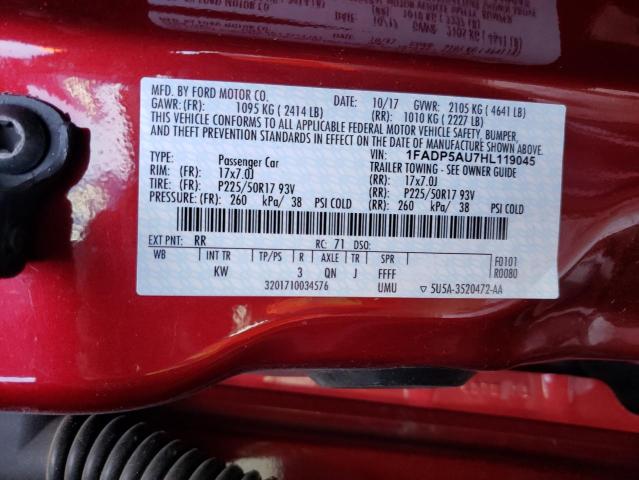 MFD. BY FORD MOTOR CO. DATE: 10/17 GVWR: 2105 KG ( 4641 LB)
GAWR: (FR): 1095 KG ( 2414 LB) (RR): 1010 KG ( 2227 LB)
THIS VEHICLE CONFORMS TO ALL APPLICABLE FEDERAL MOTOR VEHICLE SAFETY, BUMPER,
AND THEFT PREVENTION STANDARDS IN EFFECT ON THE DATE OF MANUFACTURE SHOWN ABOVE.
VIN: 1FADP5AU7HL119045
TYPE: Passenger Car TRAILER TOWING - SEE OWNER GUIDE
RIM: (FR): 17x7.0J (RR): 17x7.0J
TIRE: (FR): P225/50R17 93V (RR): P225/50R17 93V
PRESSURE: (FR): 260 kPa/ 38 PSI COLD (RR): 260 kPa/ 38 PSI COLD
EXT PNT: RR RC: 71 DSO: F0101
WB INT TR TP/PS R AXLE TR SPR R0080
KW 3 QN J FFFF
3201710034576 UMU ▽ 5U5A-3520472-AA